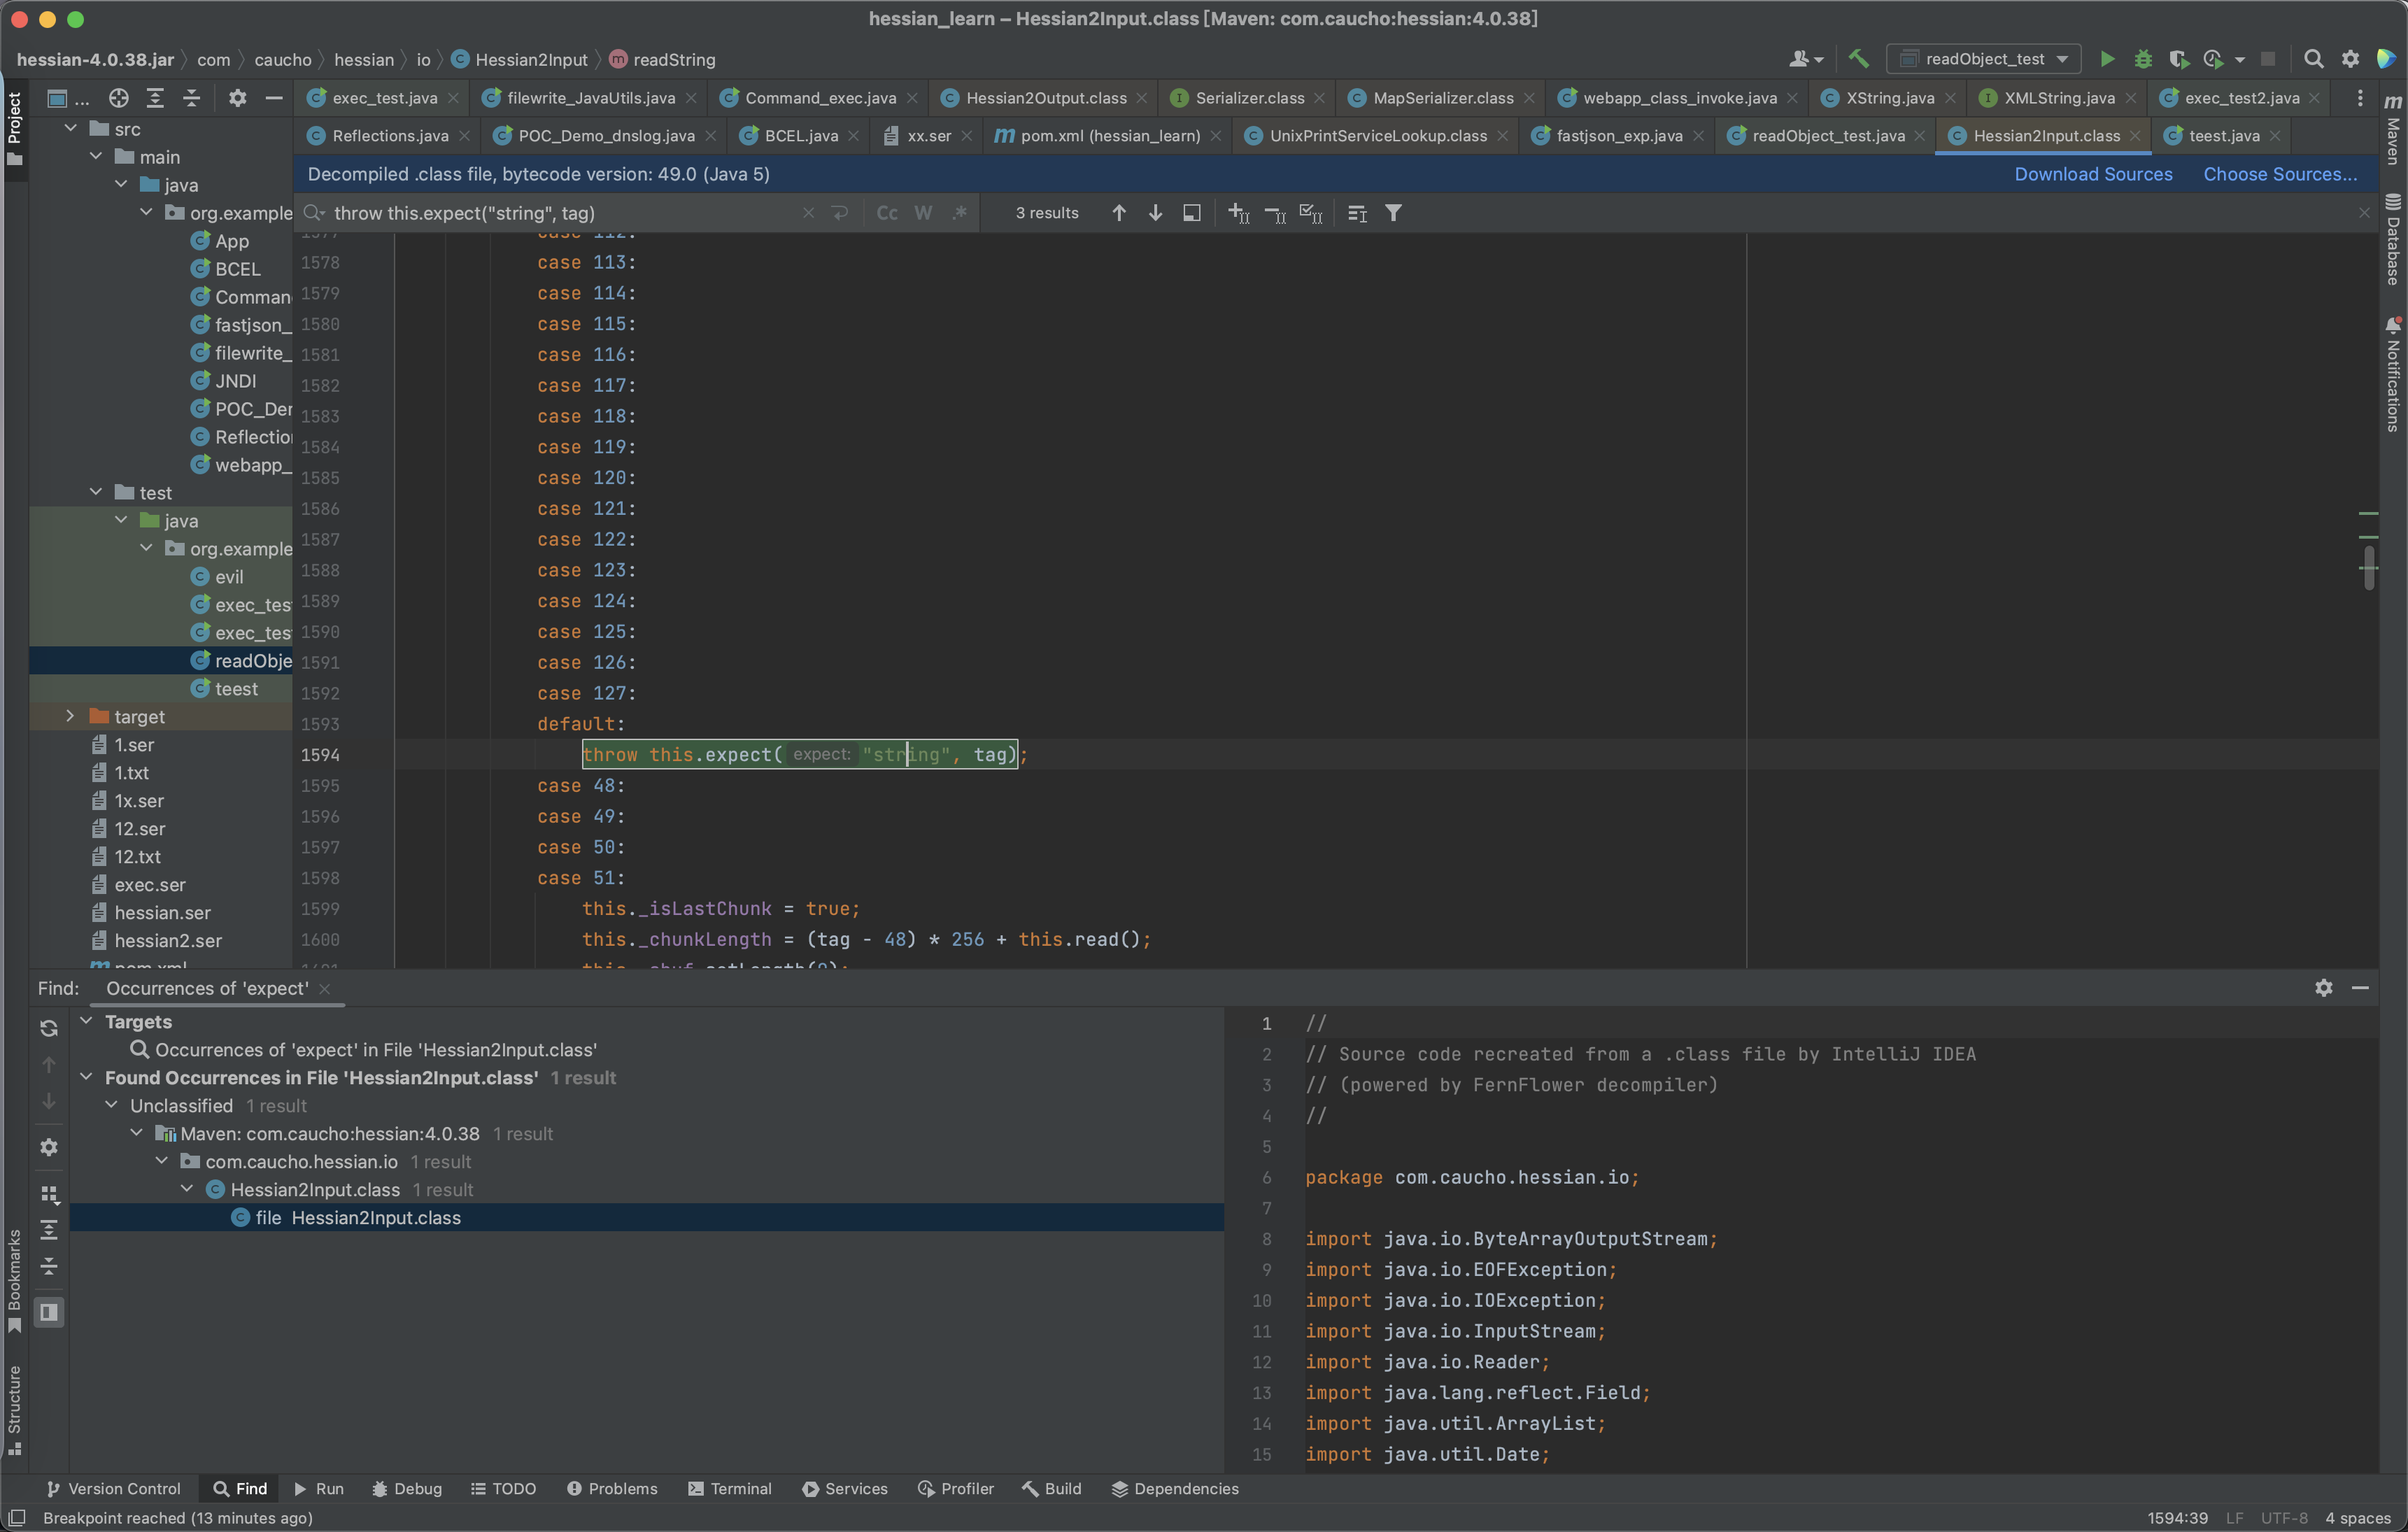 hessian_learn – Hessian2Input.class [Maven: com.caucho:hessian:4.0.38]
hessian-4.0.38.jar com caucho hessian io Hessian2Input readString
readObject_test
Project
...
exec_test.java
filewrite_JavaUtils.java
Command_exec.java
Hessian2Output.class
Serializer.class
MapSerializer.class
webapp_class_invoke.java
XString.java
XMLString.java
exec_test2.java
Reflections.java
POC_Demo_dnslog.java
BCEL.java
xx.ser
pom.xml (hessian_learn)
UnixPrintServiceLookup.class
fastjson_exp.java
readObject_test.java
Hessian2Input.class
teest.java
Decompiled .class file, bytecode version: 49.0 (Java 5)
Download Sources
Choose Sources...
throw this.expect("string", tag)
Cc
W
.*
3 results
src
main
java
org.example
App
BCEL
Comman
fastjson_
filewrite_
JNDI
POC_Der
Reflection
webapp_
test
java
org.example
evil
exec_tes
exec_tes
readObje
teest
target
1.ser
1.txt
1x.ser
12.ser
12.txt
exec.ser
hessian.ser
hessian2.ser
pom.xml
1577 case 112:
1578 case 113:
1579 case 114:
1580 case 115:
1581 case 116:
1582 case 117:
1583 case 118:
1584 case 119:
1585 case 120:
1586 case 121:
1587 case 122:
1588 case 123:
1589 case 124:
1590 case 125:
1591 case 126:
1592 case 127:
1593 default:
1594 throw this.expect( expect: "string", tag);
1595 case 48:
1596 case 49:
1597 case 50:
1598 case 51:
1599 this._isLastChunk = true;
1600 this._chunkLength = (tag - 48) * 256 + this.read();
Maven
Database
Notifications
Find:
Occurrences of 'expect'
Targets
Occurrences of 'expect' in File 'Hessian2Input.class'
Found Occurrences in File 'Hessian2Input.class' 1 result
Unclassified 1 result
Maven: com.caucho:hessian:4.0.38 1 result
com.caucho.hessian.io 1 result
Hessian2Input.class 1 result
file Hessian2Input.class
1 //
2 // Source code recreated from a .class file by IntelliJ IDEA
3 // (powered by FernFlower decompiler)
4 //
5
6 package com.caucho.hessian.io;
7
8 import java.io.ByteArrayOutputStream;
9 import java.io.EOFException;
10 import java.io.IOException;
11 import java.io.InputStream;
12 import java.io.Reader;
13 import java.lang.reflect.Field;
14 import java.util.ArrayList;
15 import java.util.Date;
Bookmarks
Structure
Version Control
Find
Run
Debug
TODO
Problems
Terminal
Services
Profiler
Build
Dependencies
Breakpoint reached (13 minutes ago)
1594:39 LF UTF-8 4 spaces